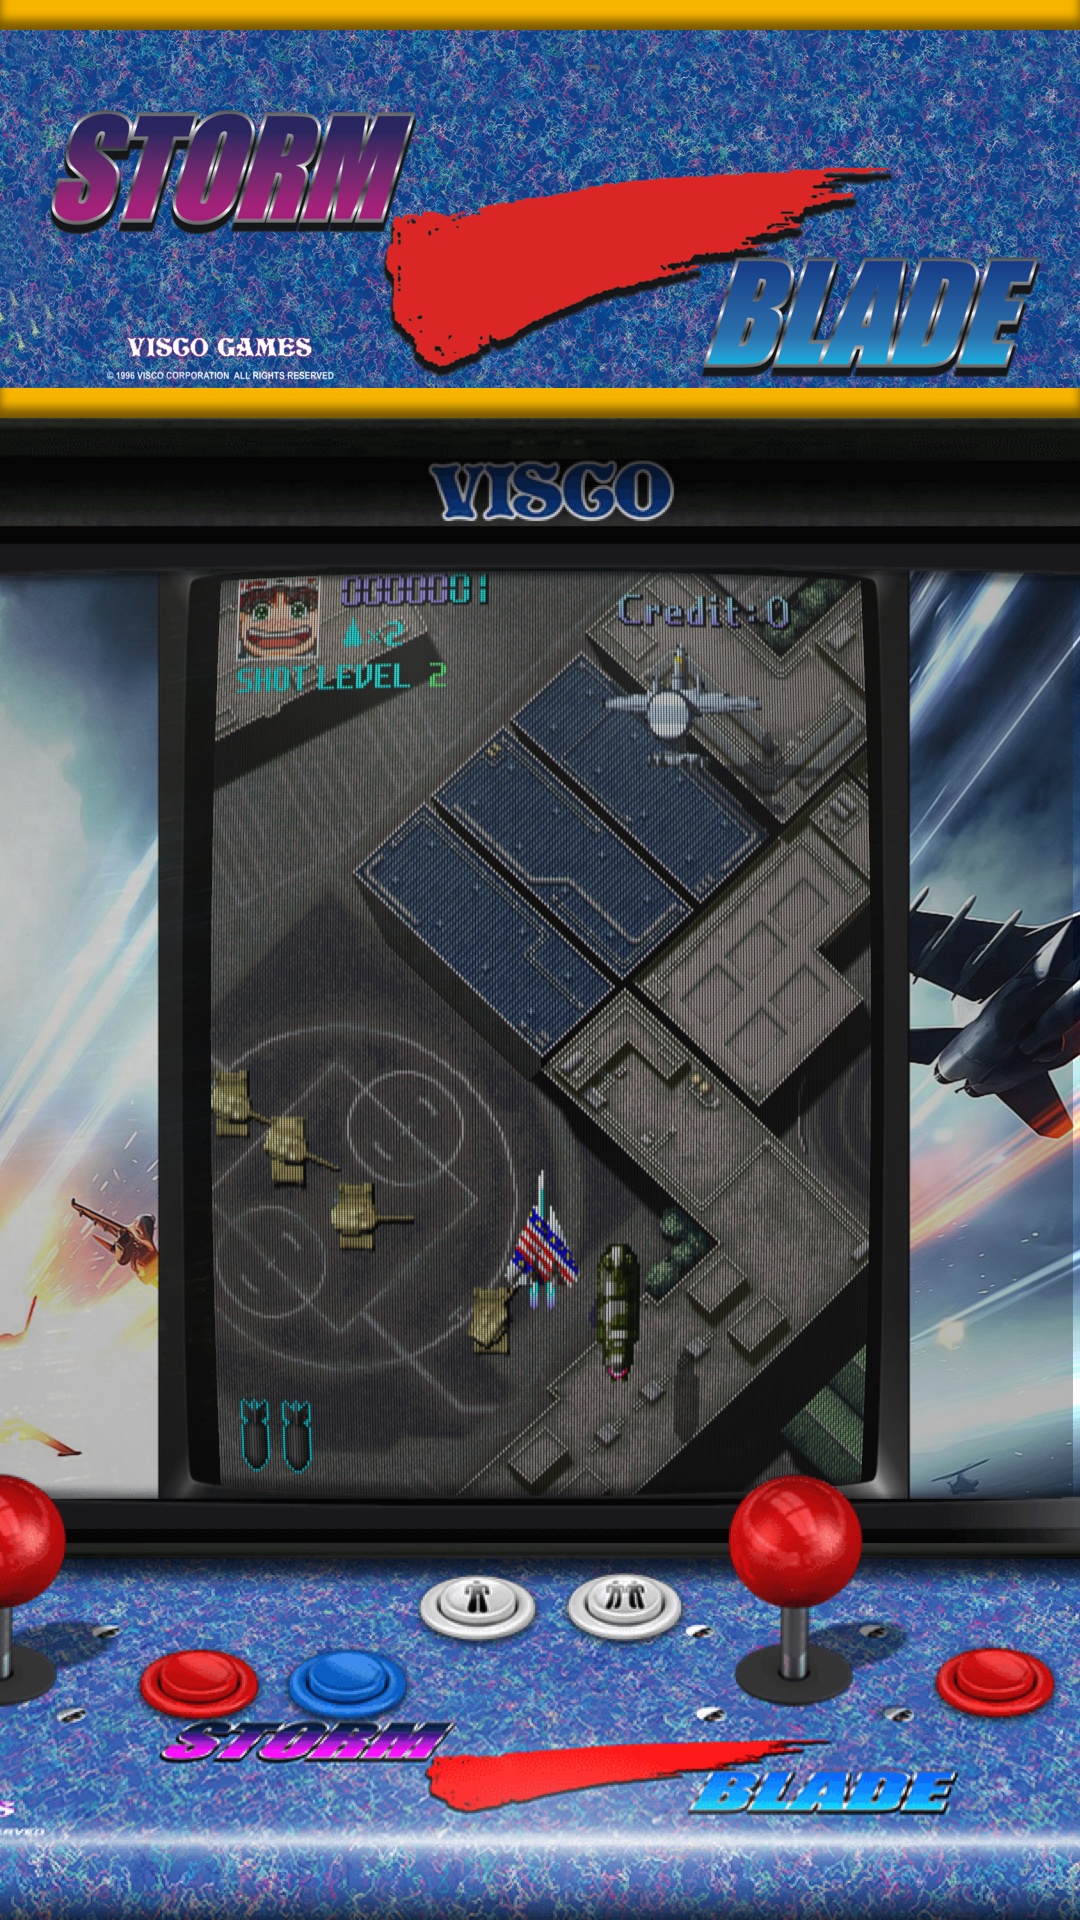 STORM
BLADE
VISCO GAMES
© 1996 VISCO CORPORATION ALL RIGHTS RESERVED
VISCO
0000001
Credit:0
x2
SHOT LEVEL 2
STORM
BLADE
S